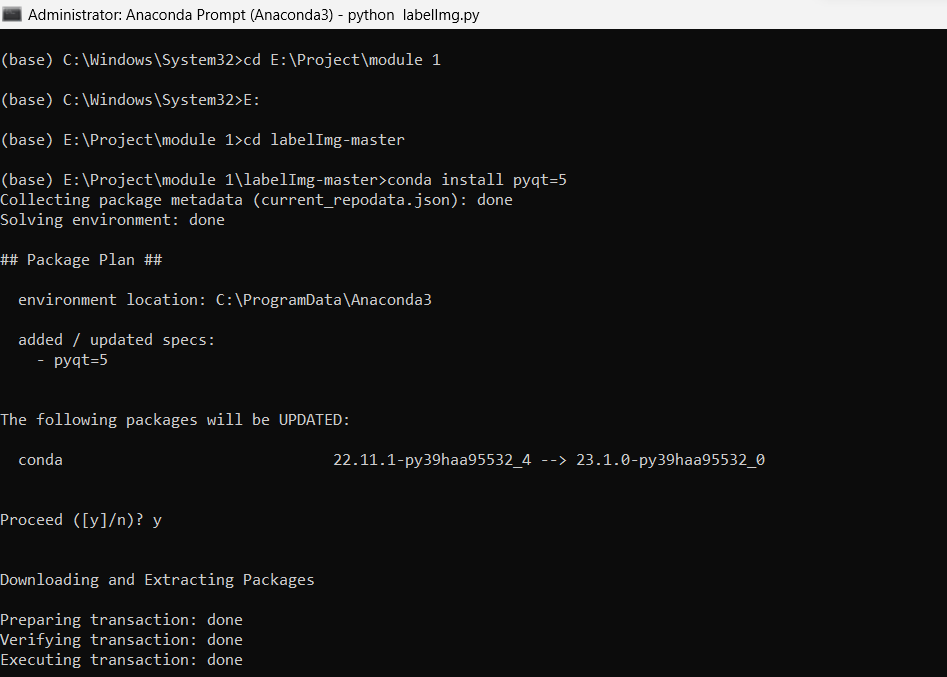 Administrator: Anaconda Prompt (Anaconda3) - python  labelImg.py
(base) C:\Windows\System32>cd E:\Project\module 1
(base) C:\Windows\System32>E:
(base) E:\Project\module 1>cd labelImg-master
(base) E:\Project\module 1\labelImg-master>conda install pyqt=5
Collecting package metadata (current_repodata.json): done
Solving environment: done
## Package Plan ##
  environment location: C:\ProgramData\Anaconda3
  added / updated specs:
    - pyqt=5
The following packages will be UPDATED:
  conda                              22.11.1-py39haa95532_4 --> 23.1.0-py39haa95532_0
Proceed ([y]/n)? y
Downloading and Extracting Packages
Preparing transaction: done
Verifying transaction: done
Executing transaction: done